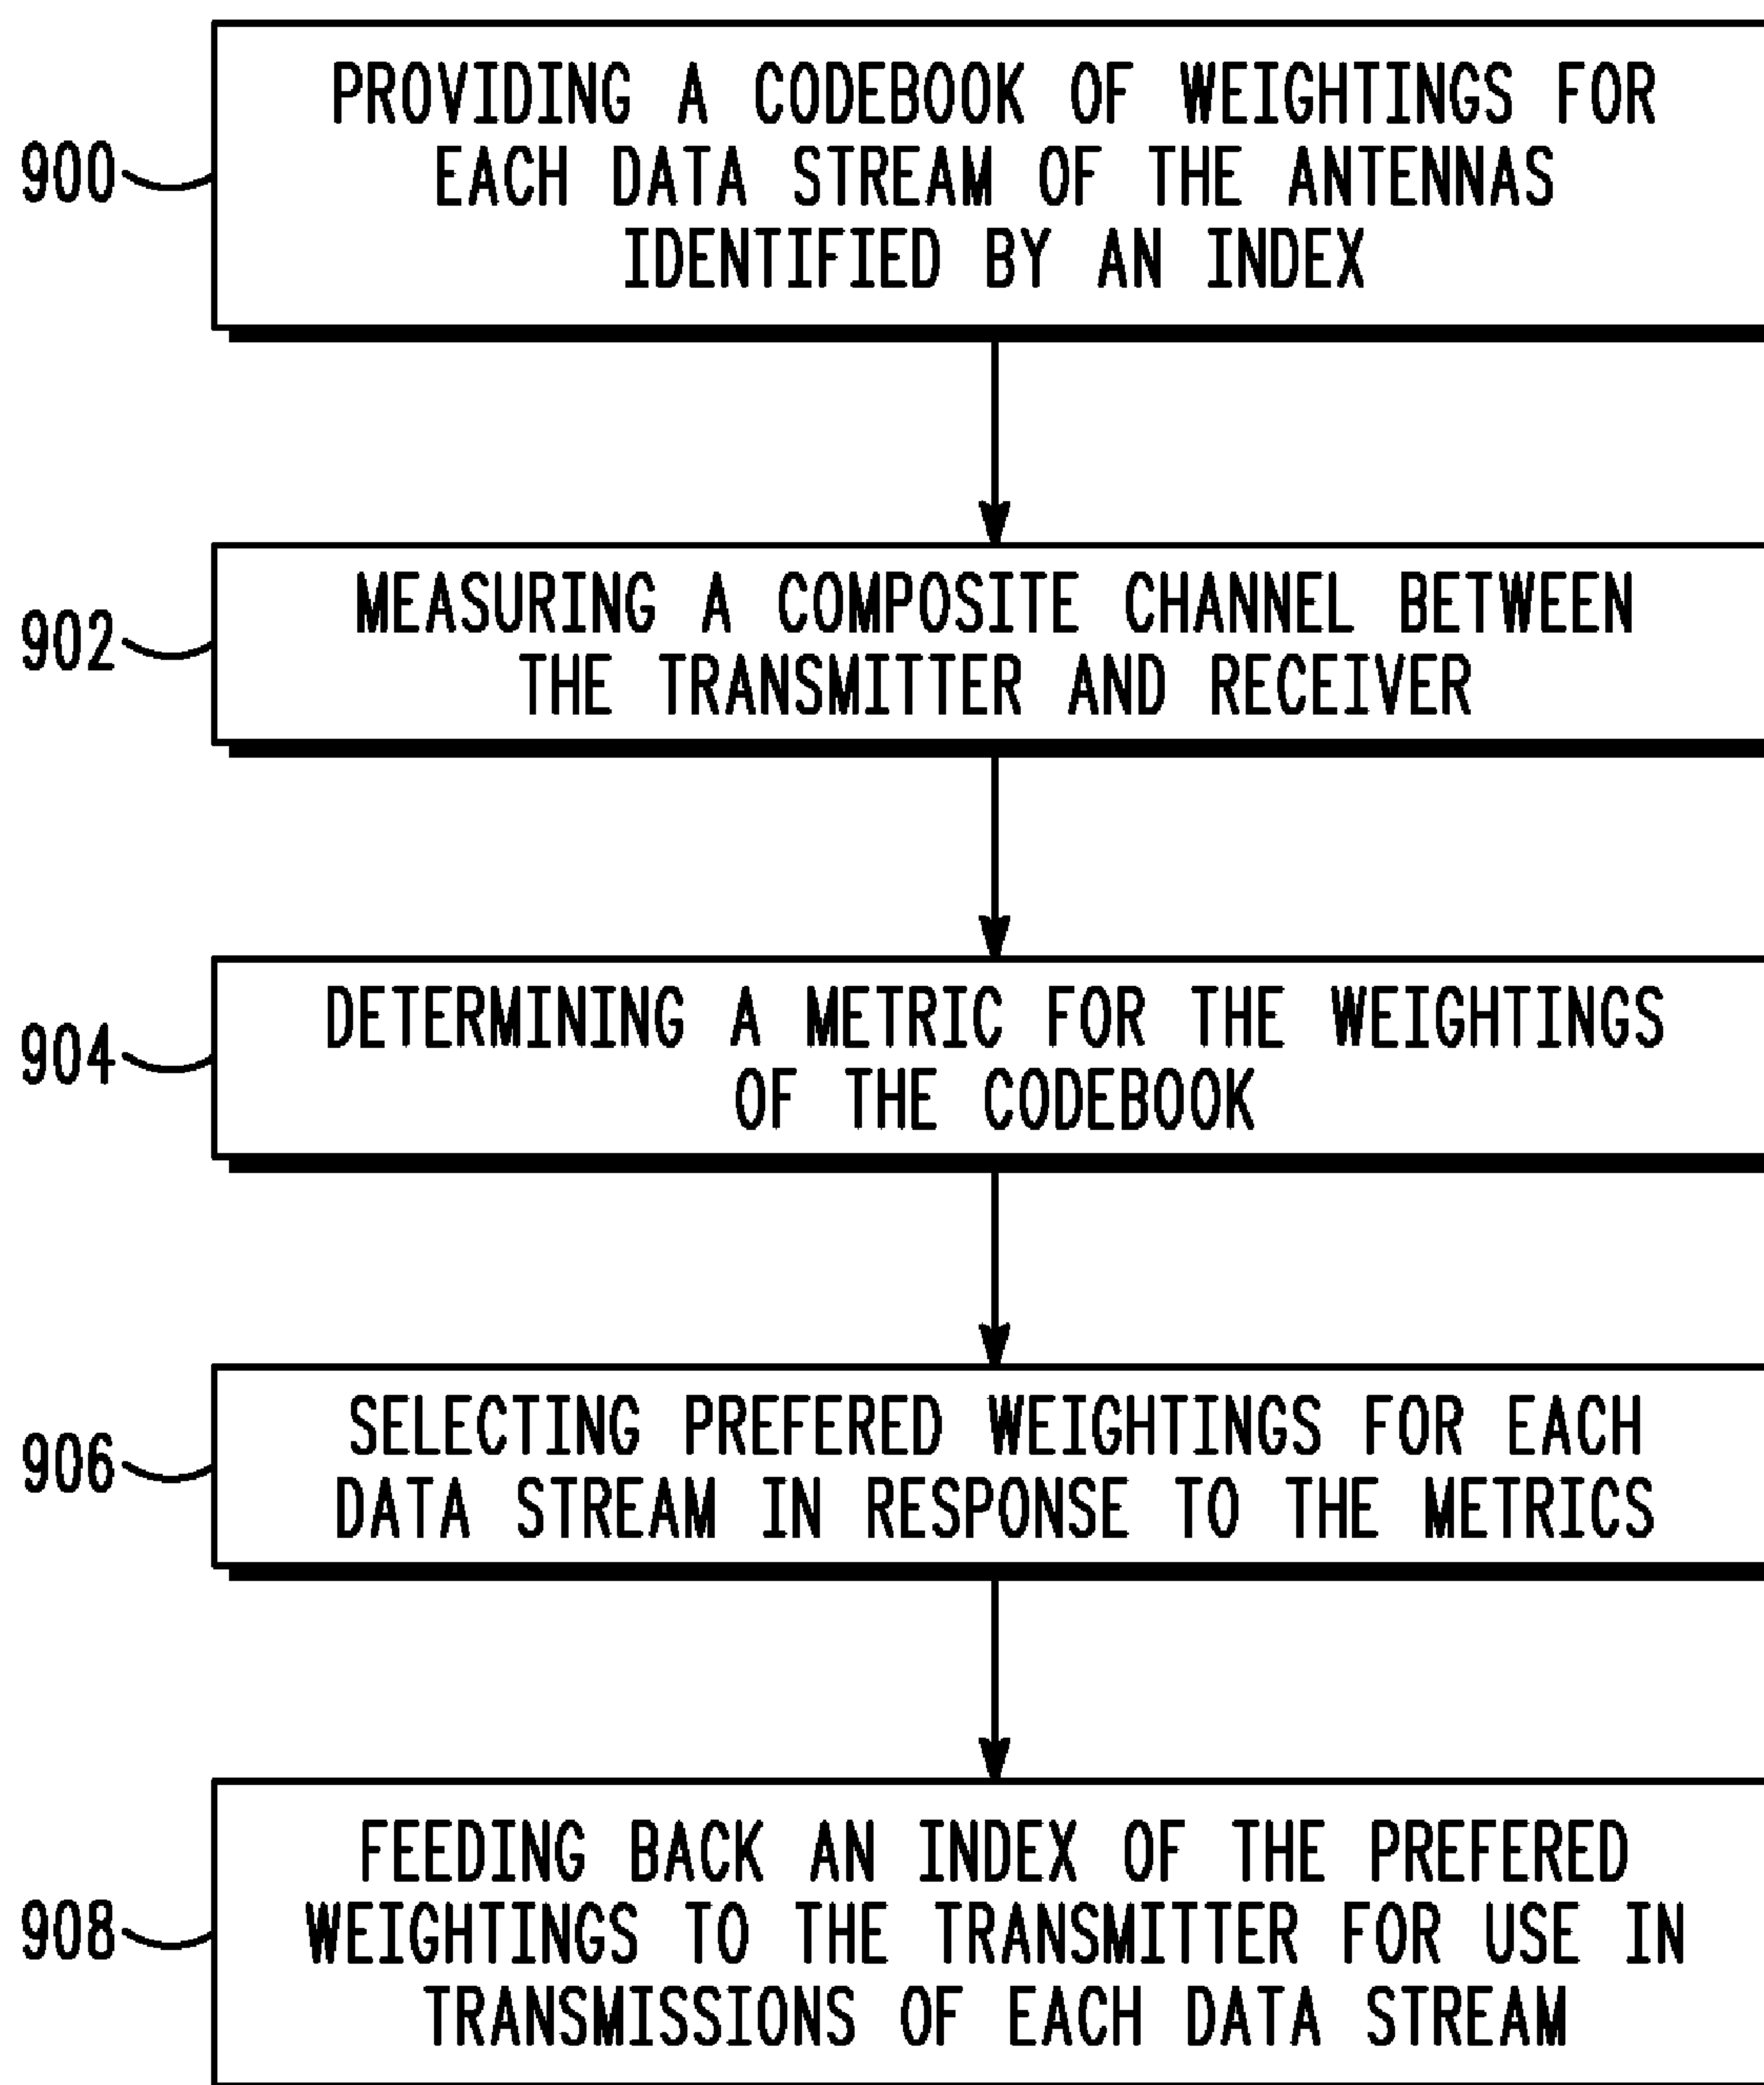 PROVIDING A CODEBOOK OF WEIGHTINGS FOR
EACH DATA STREAM OF THE ANTENNAS
IDENTIFIED BY AN INDEX
900
MEASURING A COMPOSITE CHANNEL BETWEEN
THE TRANSMITTER AND RECEIVER
902
DETERMINING A METRIC FOR THE WEIGHTINGS
OF THE CODEBOOK
904
SELECTING PREFERED WEIGHTINGS FOR EACH
DATA STREAM IN RESPONSE TO THE METRICS
906
FEEDING BACK AN INDEX OF THE PREFERED
WEIGHTINGS TO THE TRANSMITTER FOR USE IN
TRANSMISSIONS OF EACH DATA STREAM
908